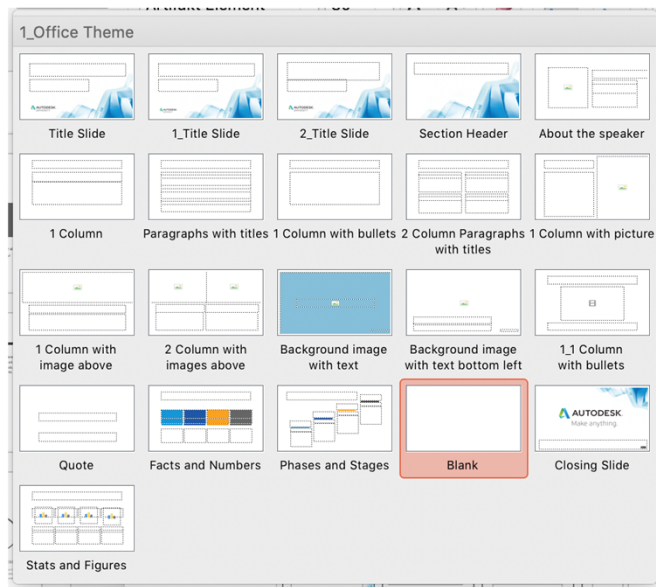 1_Office Theme
AUTODESK
AUTODESK
AUTODESK
Title Slide
1_Title Slide
2_Title Slide
Section Header
About the speaker
1 Column
Paragraphs with titles
1 Column with bullets
2 Column Paragraphs
with titles
1 Column with picture
1 Column with
image above
2 Column with
images above
Background image
with text
Background image
with text bottom left
1_1 Column
with bullets
AUTODESK
Make anything.
Quote
Facts and Numbers
Phases and Stages
Blank
Closing Slide
Stats and Figures